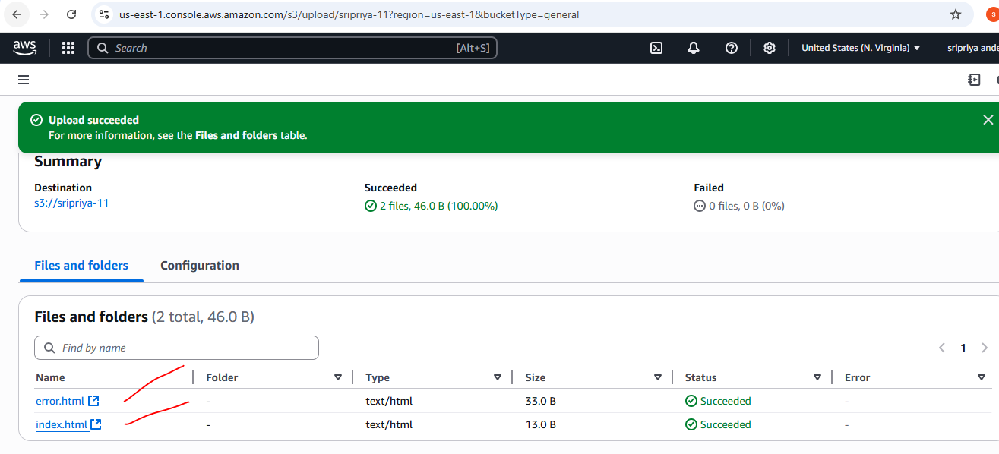 us-east-1.console.aws.amazon.com/s3/upload/sripriya-11?region=us-east-1&bucketType=general
s
aws
Search [Alt+S] United States (N. Virginia) sripriya ande
Upload succeeded
For more information, see the Files and folders table.
Summary
Destination Succeeded Failed
s3://sripriya-11 2 files, 46.0 B (100.00%) 0 files, 0 B (0%)
Files and folders Configuration
Files and folders (2 total, 46.0 B)
Find by name
1
Name Folder Type Size Status Error
error.html - text/html 33.0 B Succeeded -
index.html - text/html 13.0 B Succeeded -